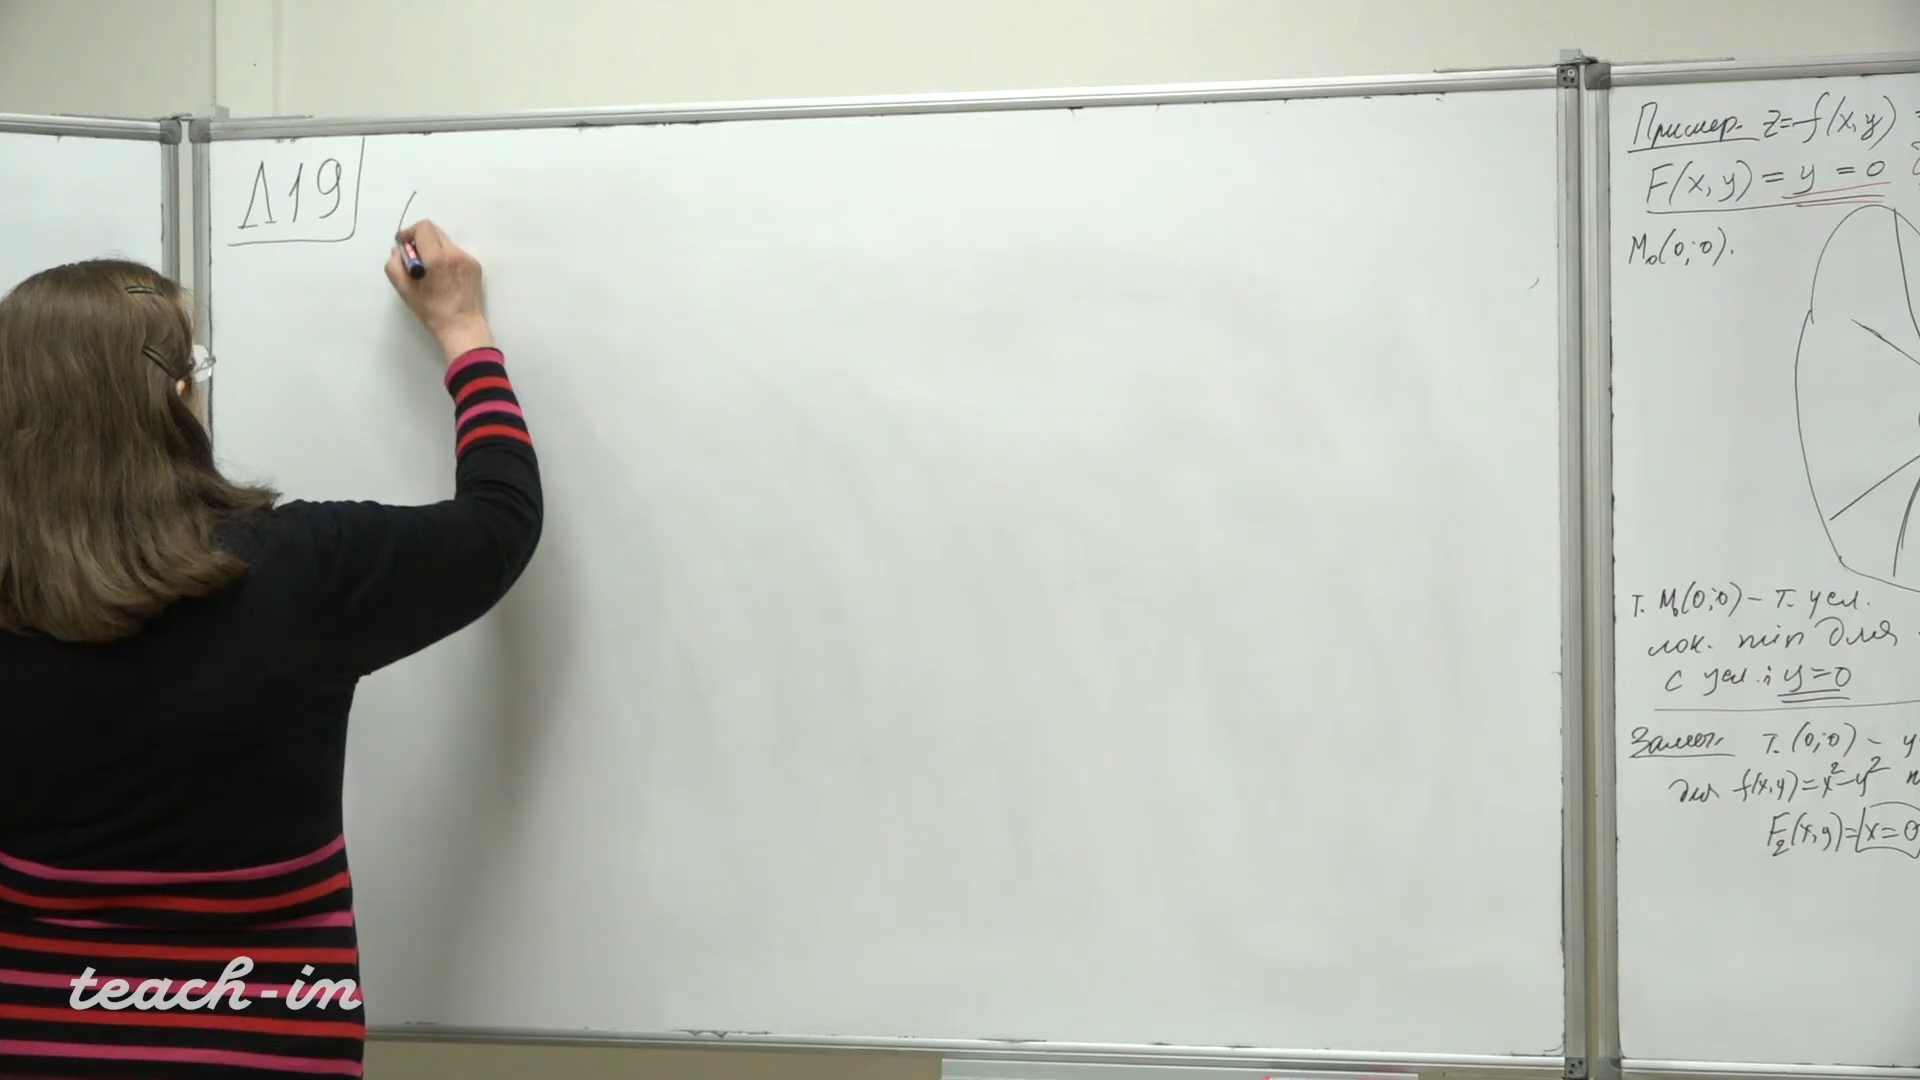 Л19
Пример. z=f(x,y)
F(x,y) = y = 0
M₀(0;0).
т. M₀(0;0) – т. усл.
лок. min для
с усл.: y=0
Замеч. т. (0;0) –
для f(x,y)=x²-y²
F₂(x,y)=x=0
teach-in